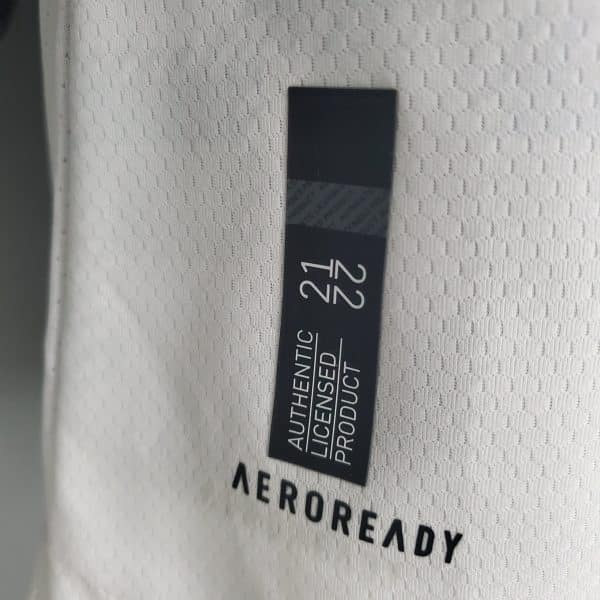 21
22
AUTHENTIC
LICENSED
PRODUCT
AEROREADY